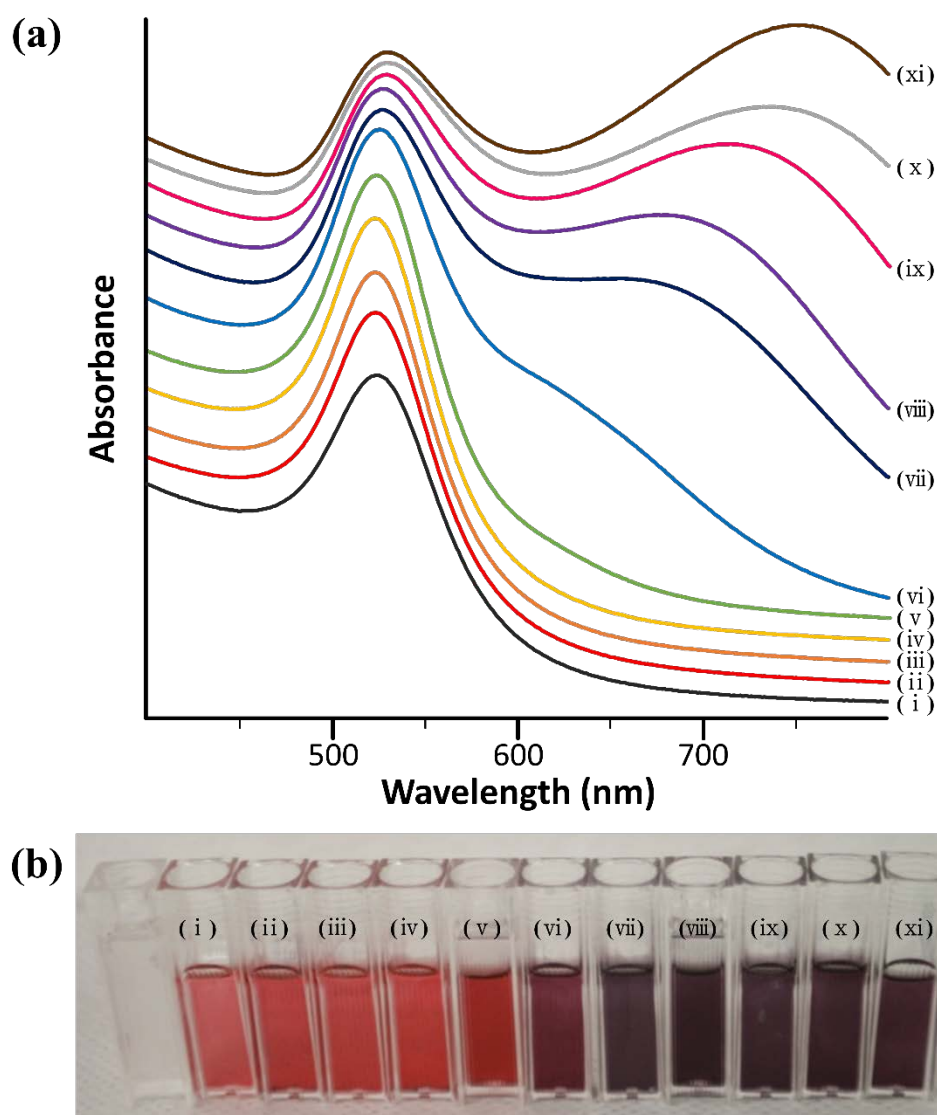 (a)
Absorbance
(xi)
(x)
(ix)
(viii)
(vii)
(vi)
(v)
(iv)
(iii)
(ii)
(i)
500 600 700
Wavelength (nm)
(b)
(i) (ii) (iii) (iv) (v) (vi) (vii) (viii) (ix) (x) (xi)